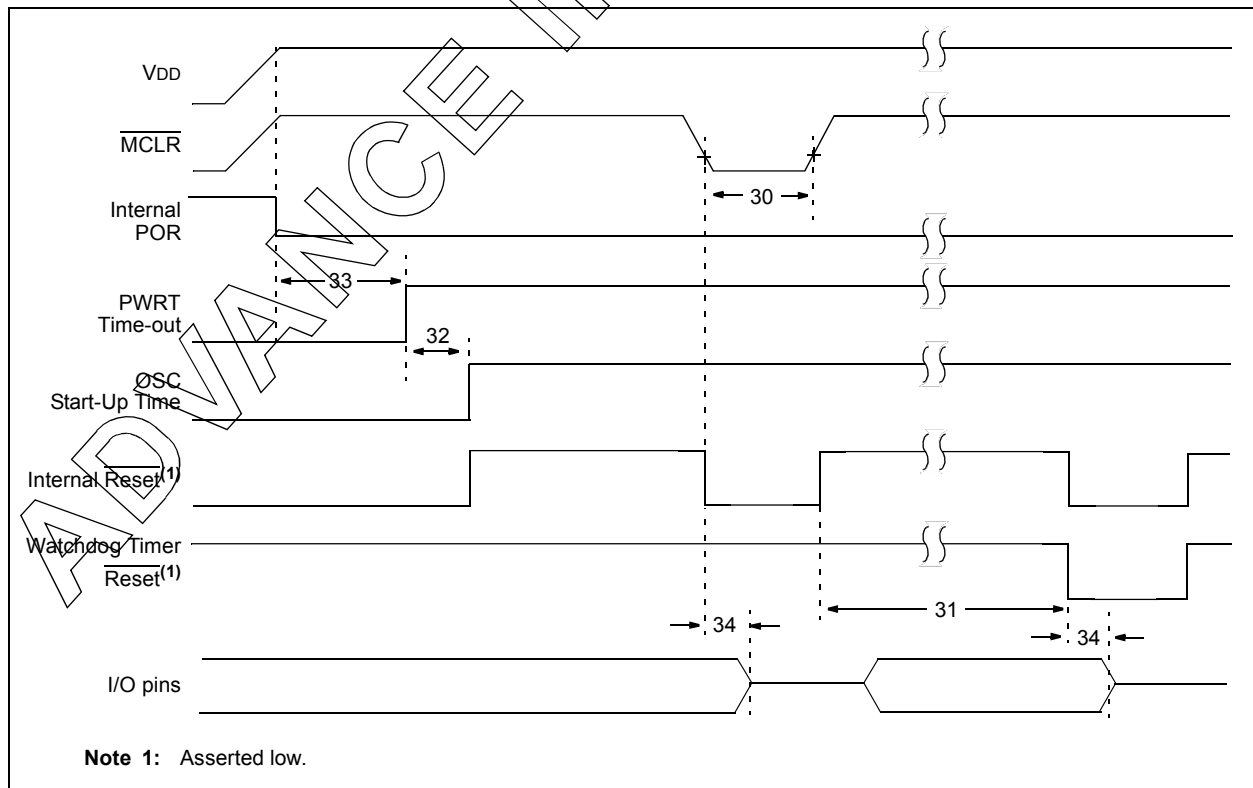 VDD
MCLR
Internal
POR
33
PWRT
Time-out
32
OSC
Start-Up Time
30
Internal Reset(1)
Watchdog Timer
Reset(1)
31
34
34
I/O pins
Note 1: Asserted low.
ADVANCE